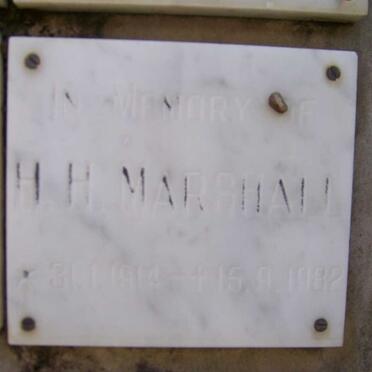 IN MEMORY OF
H. H. MARSHALL
* 31.1.1914 - † 15.9.1982